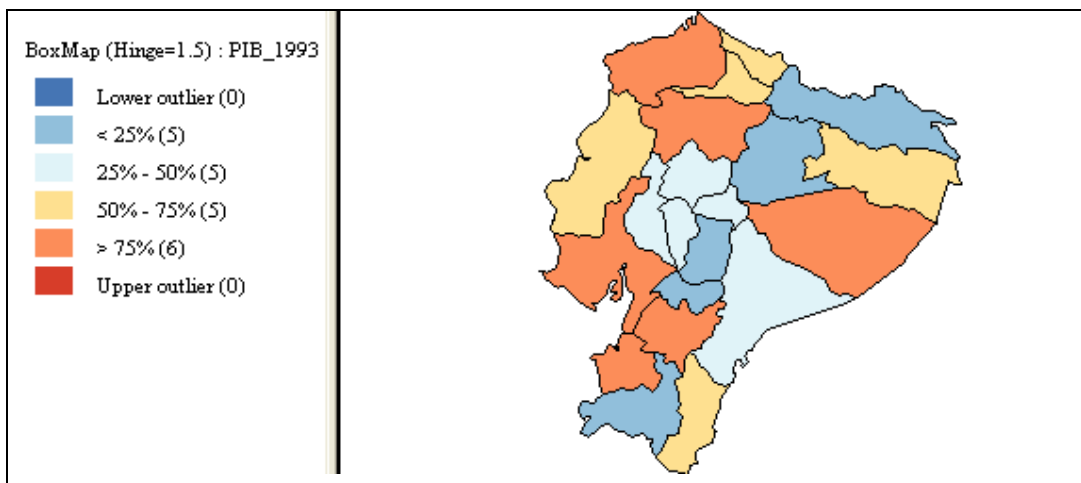 BoxMap (Hinge=1.5) : PIB_1993
Lower outlier (0)
< 25% (5)
25% - 50% (5)
50% - 75% (5)
> 75% (6)
Upper outlier (0)